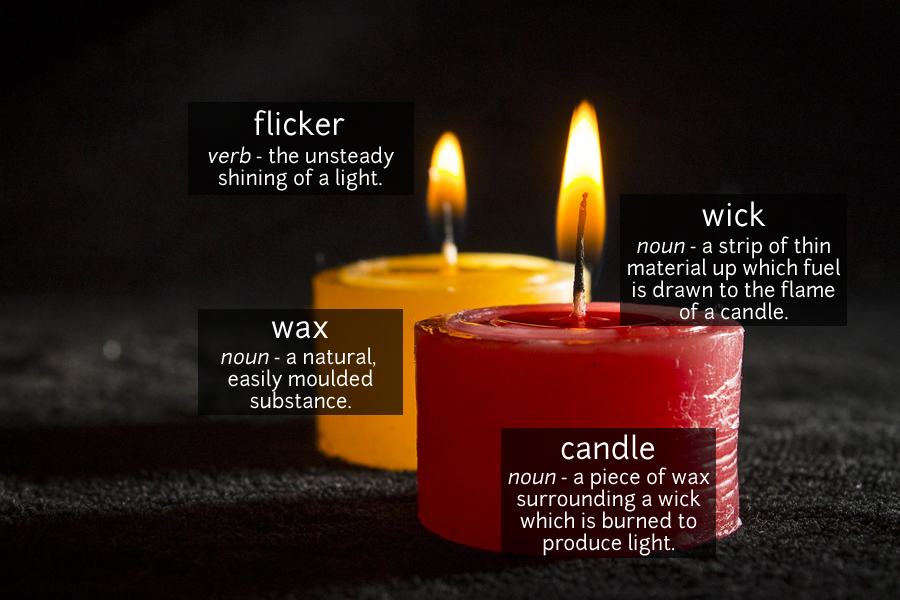 flicker
verb - the unsteady
shining of a light.
wick
noun - a strip of thin
material up which fuel
is drawn to the flame
of a candle.
wax
noun - a natural,
easily moulded
substance.
candle
noun - a piece of wax
surrounding a wick
which is burned to
produce light.